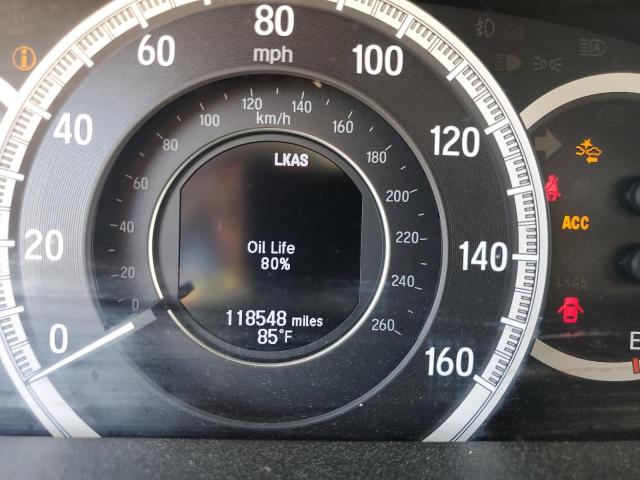 80
60 mph 100
40 120
20 140
0 160
120 140
100 km/h 160
80 180
60 200
40 220
20 240
0 260
LKAS
Oil Life
80%
118548 miles
85°F
i
A
ACC
LKAS
E